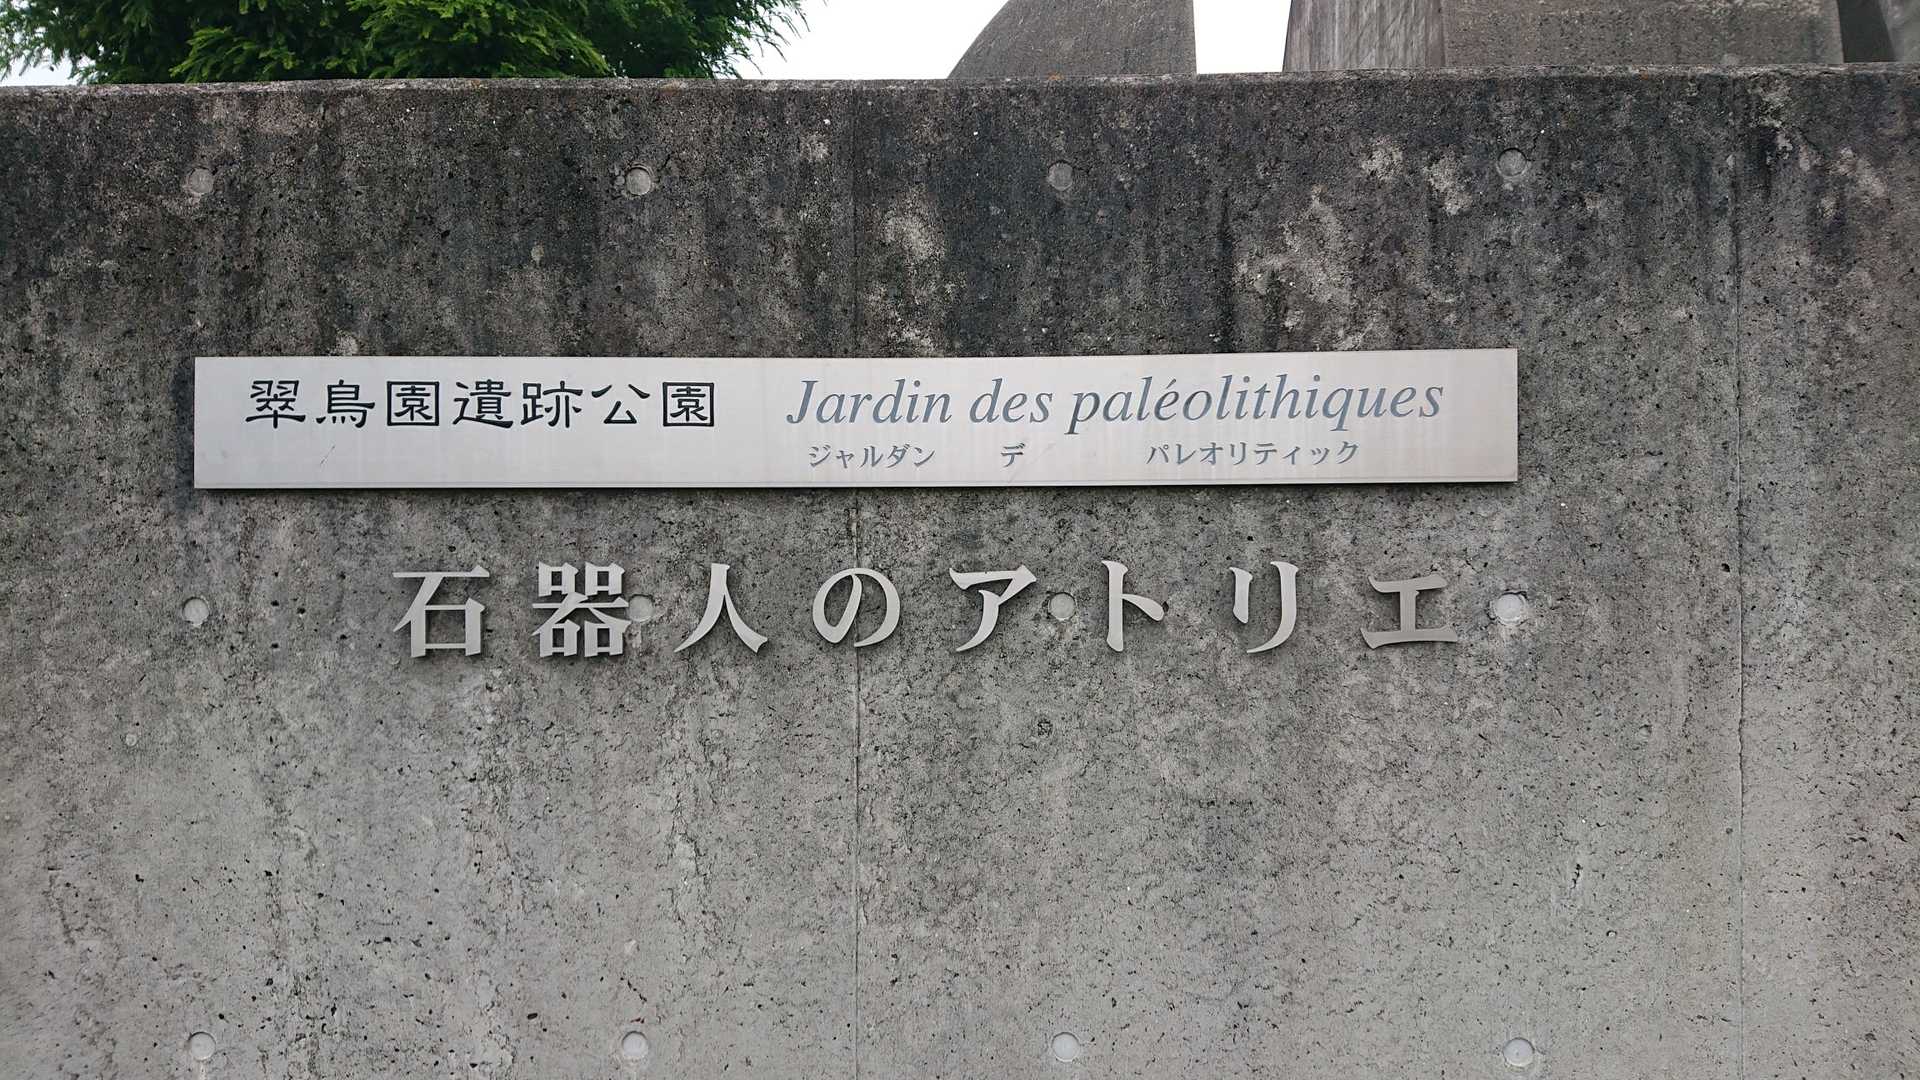 翠鳥園遺跡公園 Jardin des paléolithiques
ジャルダン デ パレオリティック
石器人のアトリエ